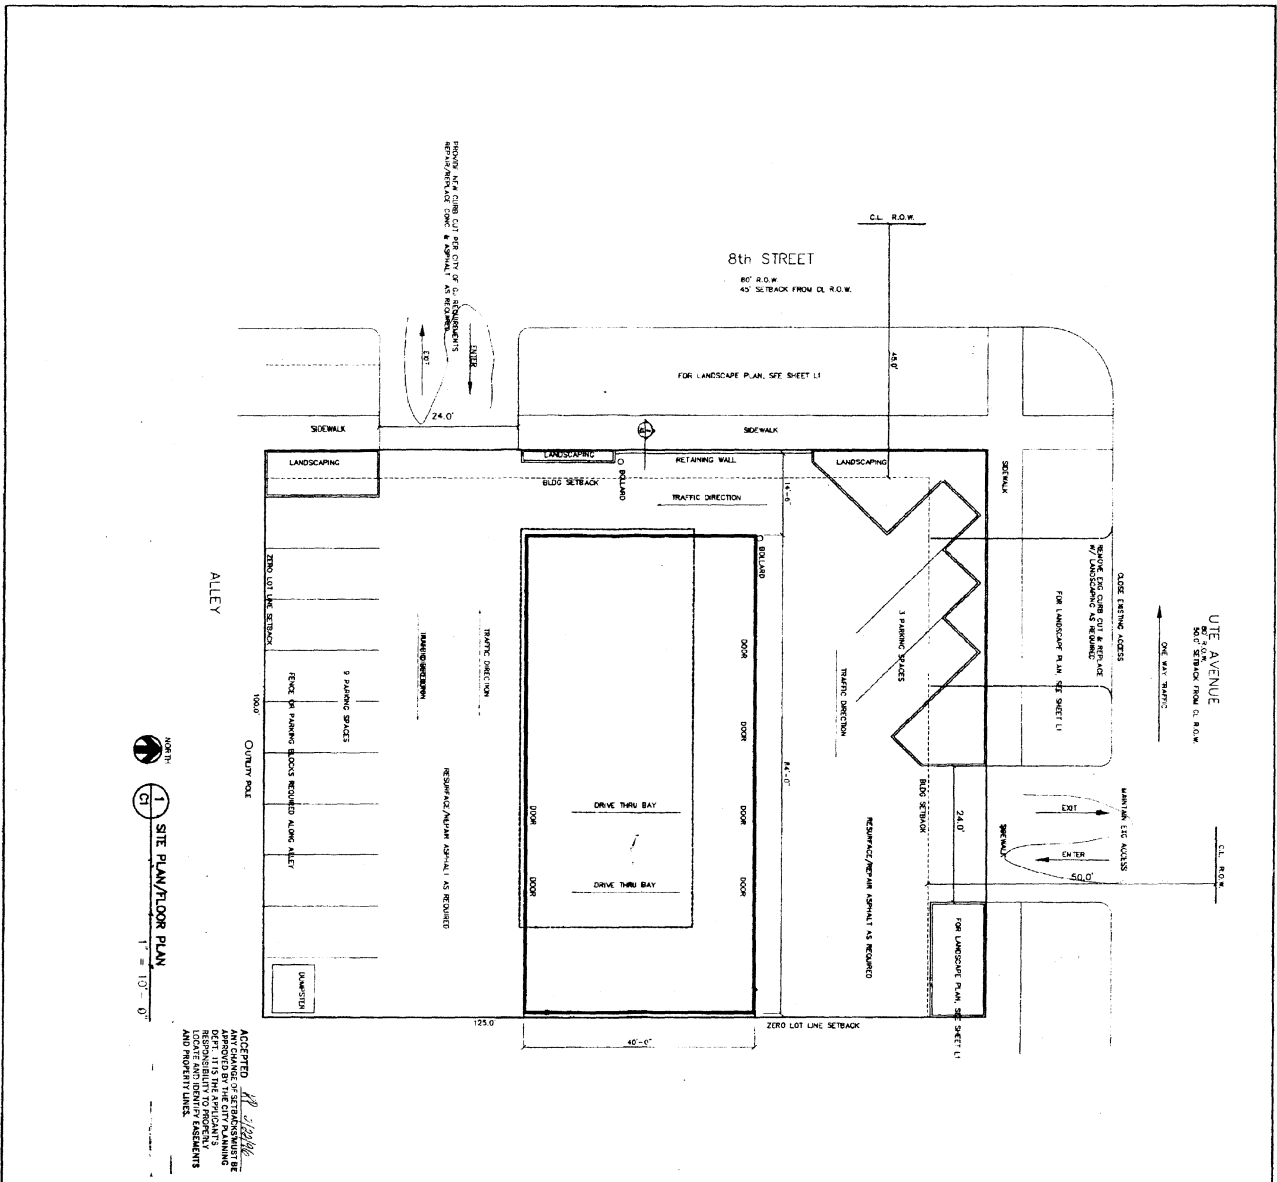 C.L. R.O.W.
8th STREET
80' R.O.W.
45' SETBACK FROM CL R.O.W.
45.0'
PROVIDE NEW CURB CUT PER CITY OF GJ REQUIREMENTS
REPAIR/REPLACE CONC. & ASPHALT AS REQUIRED
EXIT
ENTER
24.0'
FOR LANDSCAPE PLAN, SEE SHEET L1
SIDEWALK
SIDEWALK
SIDEWALK
LANDSCAPING
LANDSCAPING
RETAINING WALL
LANDSCAPING
BLDG SETBACK
BOLLARD
TRAFFIC DIRECTION
14'-6"
BOLLARD
REMOVE EXG CURB CUT & REPLACE
W/ LANDSCAPING AS REQUIRED
CLOSE EXISTING ACCESS
FOR LANDSCAPE PLAN, SEE SHEET L1
ONE WAY TRAFFIC
UTE AVENUE
80' R.O.W.
50.0' SETBACK FROM CL R.O.W.
ALLEY
ZERO LOT LINE SETBACK
TRAFFIC DIRECTION
3 PARKING SPACES
TRAFFIC DIRECTION
DOOR
DOOR
DOOR
DOOR
DOOR
DOOR
9 PARKING SPACES
FENCE OR PARKING BLOCKS REQUIRED ALONG ALLEY
100.0'
UTILITY POLE
RESURFACE/REPAIR ASPHALT AS REQUIRED
DRIVE THRU BAY
DRIVE THRU BAY
84'-0"
RESURFACE/REPAIR ASPHALT AS REQUIRED
BLDG SETBACK
24.0'
SIDEWALK
EXIT
ENTER
MAINTAIN EXG ACCESS
50.0'
C.L. R.O.W.
FOR LANDSCAPE PLAN, SEE SHEET L1
DUMPSTER
125.0'
40'-0"
ZERO LOT LINE SETBACK
NORTH
1
C1
SITE PLAN/FLOOR PLAN
1" = 10'-0"
ACCEPTED
ANY CHANGE OF SETBACKS MUST BE
APPROVED BY THE CITY PLANNING
DEPT. IT IS THE APPLICANT'S
RESPONSIBILITY TO PROPERLY
LOCATE AND IDENTIFY EASEMENTS
AND PROPERTY LINES.